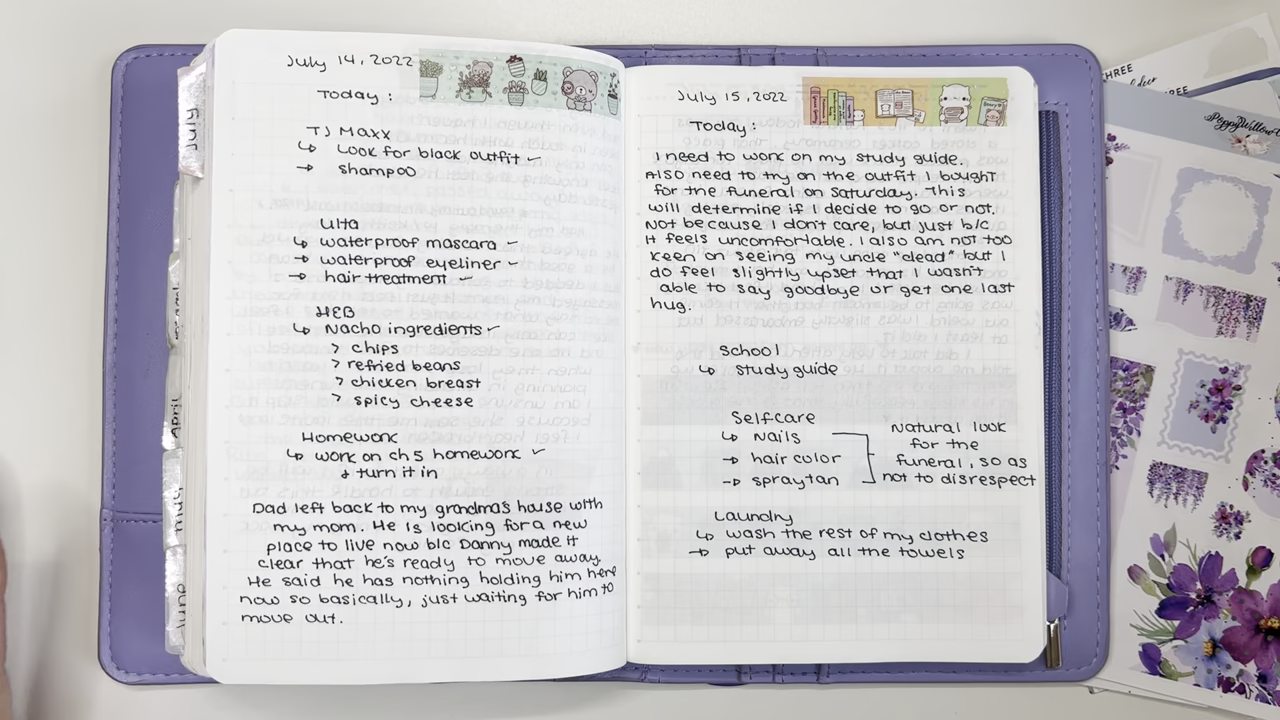 July 14, 2022
Today:
TJ Maxx
↳ Look for black outfit ✓
→ shampoo
Ulta
↳ waterproof mascara ✓
→ waterproof eyeliner ✓
→ hair treatment ✓
HEB
↳ Nacho ingredients ✓
> chips
> refried beans
> chicken breast
> spicy cheese
Homework
↳ work on ch 5 homework ✓
& turn it in
Dad left back to my grandma's house with
my mom. He is looking for a new
place to live now b/c Danny made it
clear that he's ready to move away.
He said he has nothing holding him here
now so basically, just waiting for him to
move out.
July 15, 2022
Today:
I need to work on my study guide.
Also need to try on the outfit I bought
for the funeral on Saturday. This
will determine if I decide to go or not.
Not because I don't care, but just b/c
it feels uncomfortable. I also am not too
keen on seeing my uncle "dead" but I
do feel slightly upset that I wasn't
able to say goodbye or get one last
hug.
School
↳ study guide
Selfcare
↳ Nails
→ hair color
→ spraytan
Natural look
for the
funeral, so as
not to disrespect
Laundry
↳ wash the rest of my clothes
→ put away all the towels
July
April
May
June
THREE
PoppyWillow